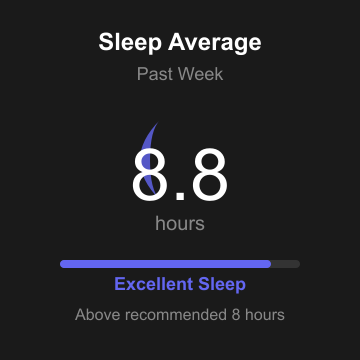 Sleep Average
Past Week
8.8
hours
Excellent Sleep
Above recommended 8 hours